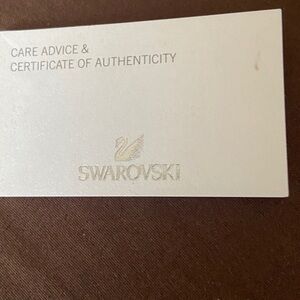 CARE ADVICE &
CERTIFICATE OF AUTHENTICITY
SWAROVSKI